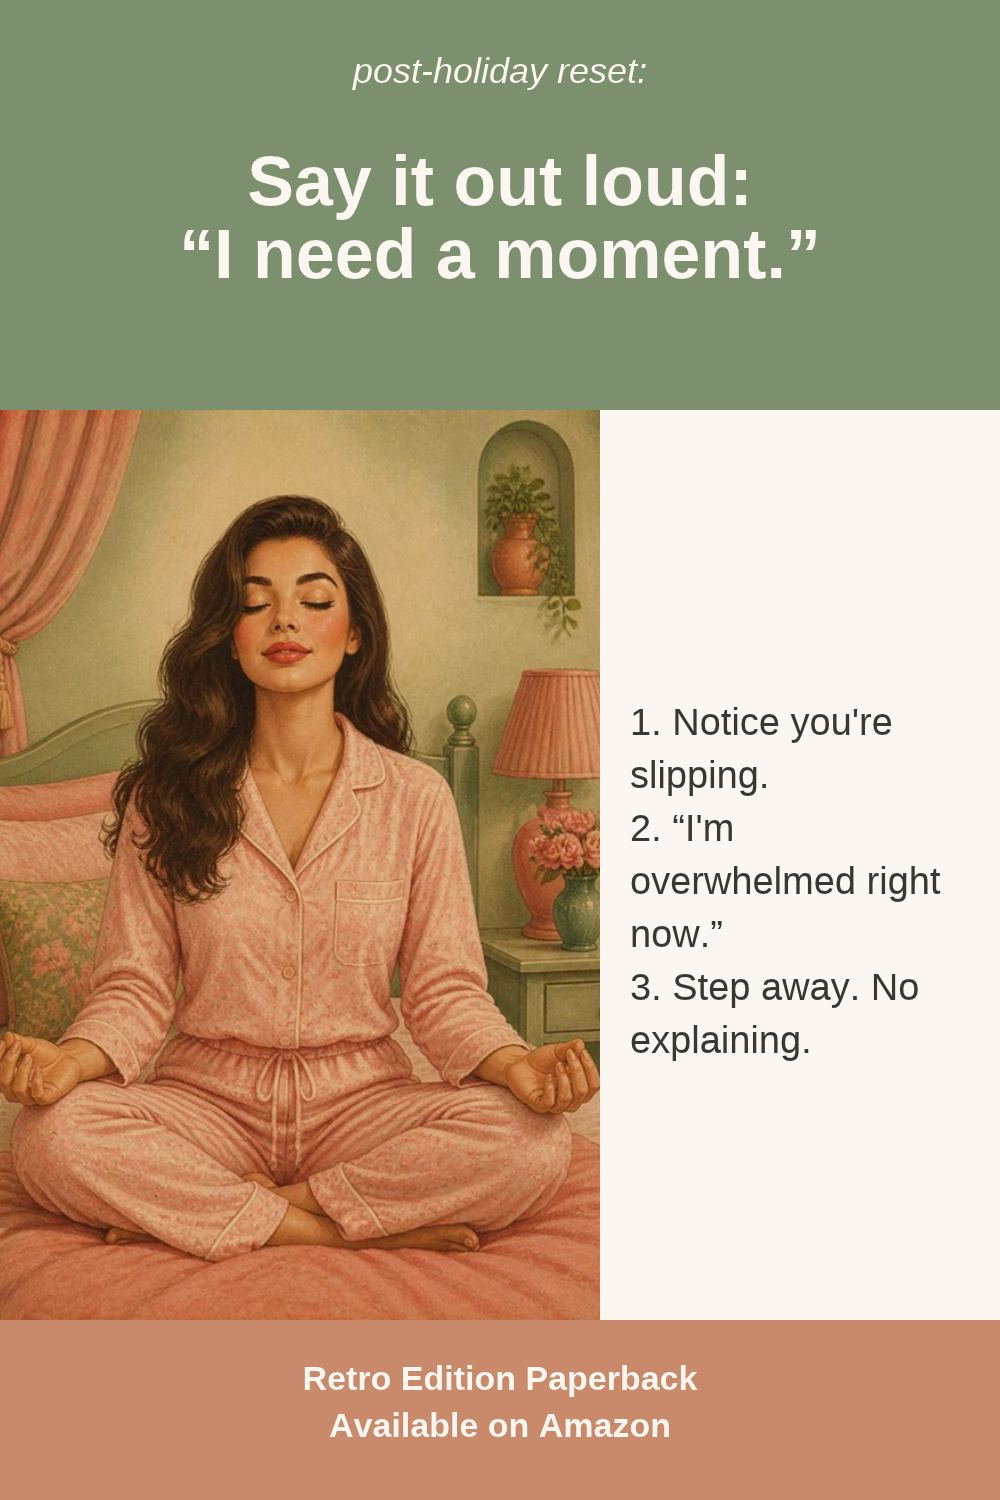 post-holiday reset:
Say it out loud:
“I need a moment.”
1. Notice you're
slipping.
2. “I'm
overwhelmed right
now.”
3. Step away. No
explaining.
Retro Edition Paperback
Available on Amazon